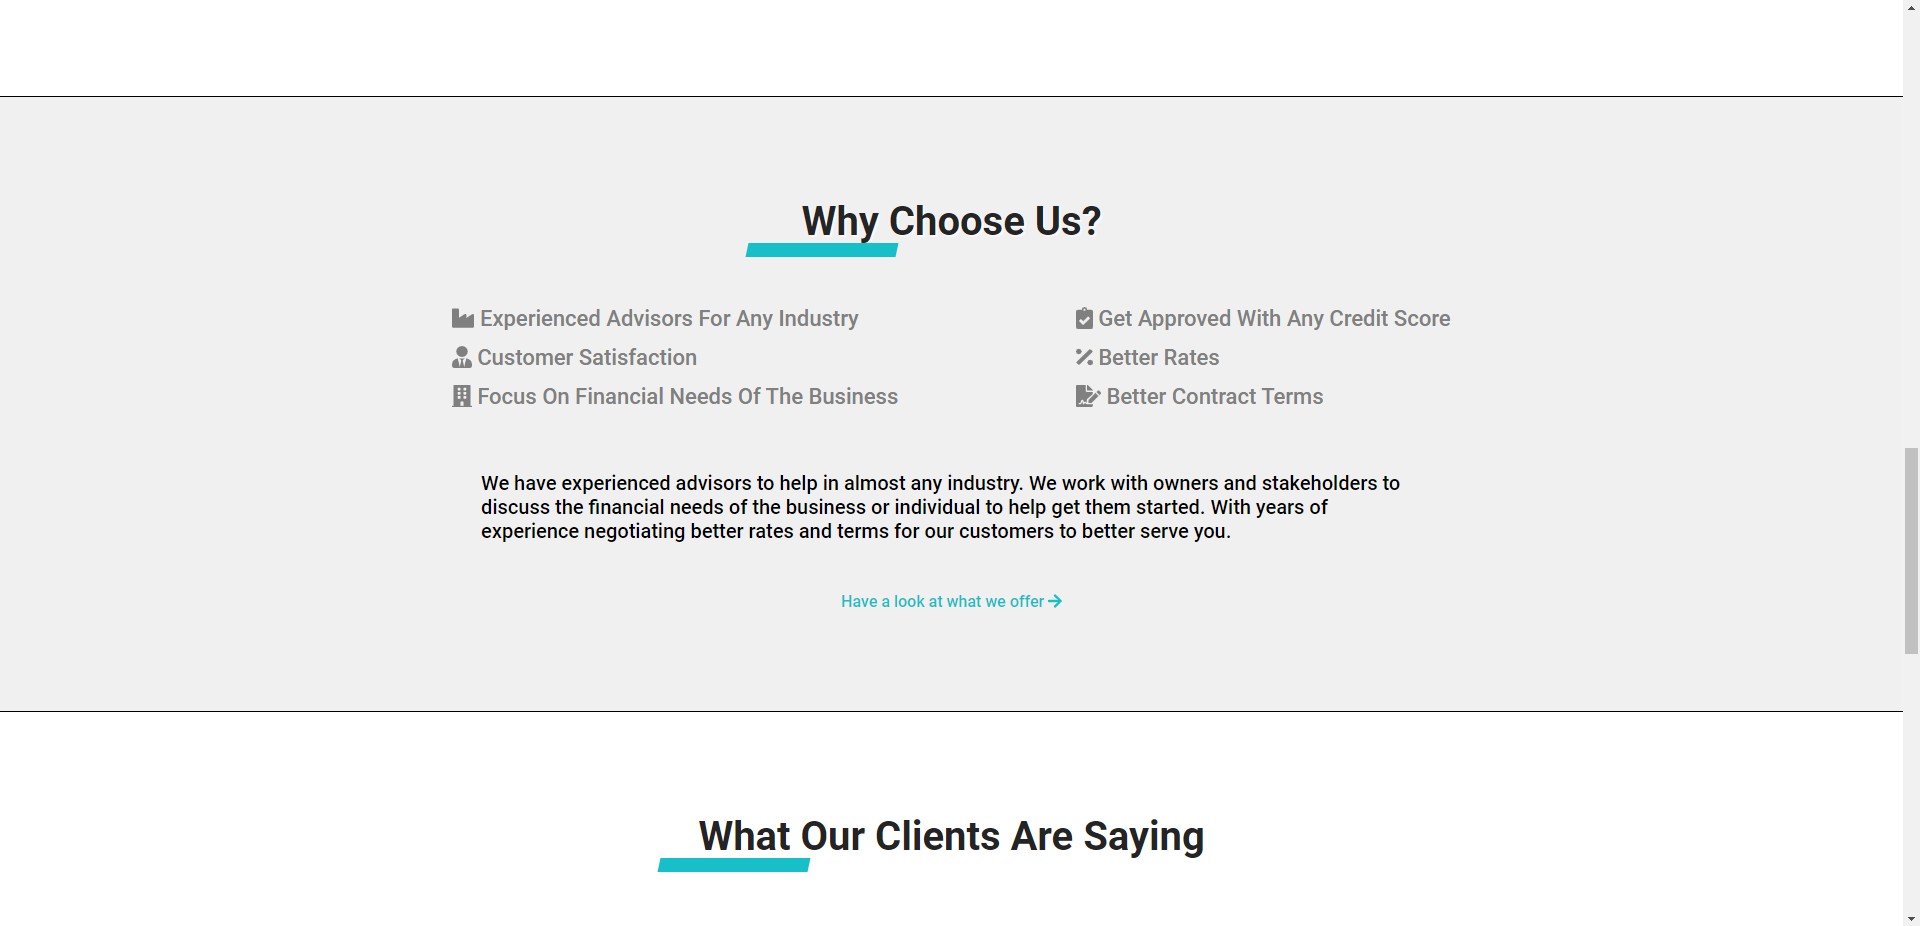 Why Choose Us?
Experienced Advisors For Any Industry
Customer Satisfaction
Focus On Financial Needs Of The Business
Get Approved With Any Credit Score
Better Rates
Better Contract Terms
We have experienced advisors to help in almost any industry. We work with owners and stakeholders to
discuss the financial needs of the business or individual to help get them started. With years of
experience negotiating better rates and terms for our customers to better serve you.
Have a look at what we offer
What Our Clients Are Saying